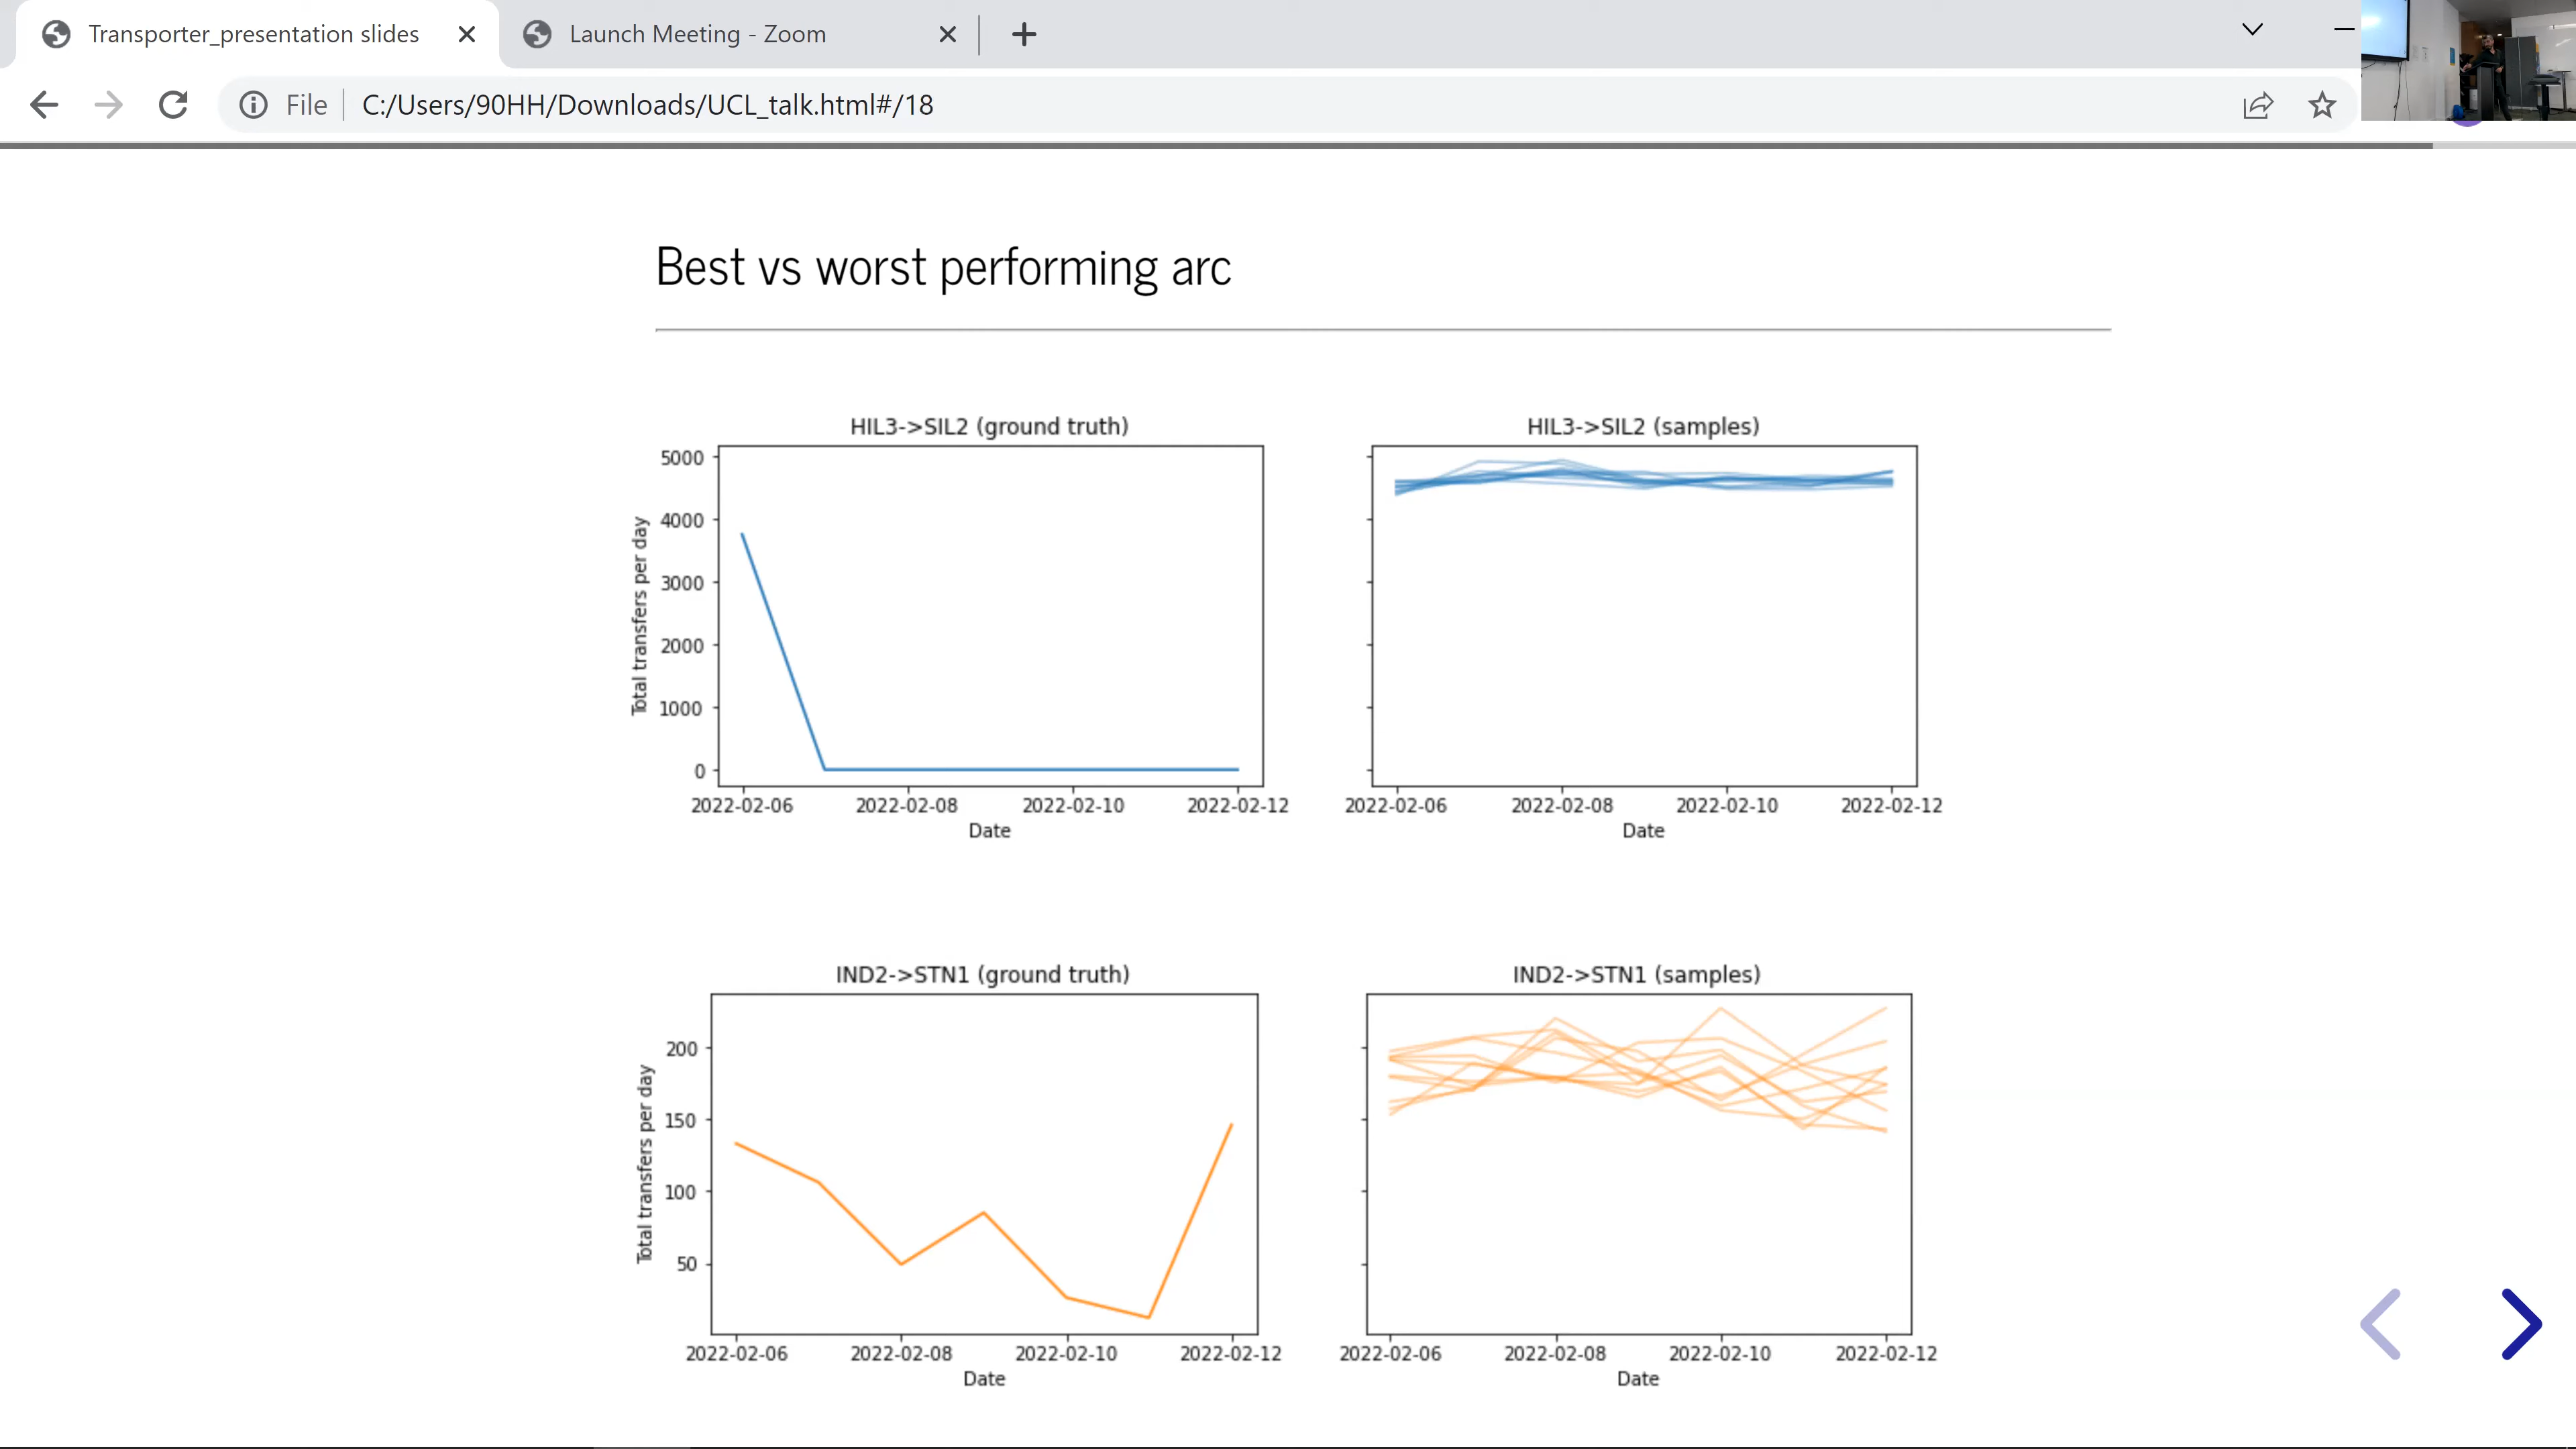 Transporter_presentation slides
Launch Meeting - Zoom
File
C:/Users/90HH/Downloads/UCL_talk.html#/18
Best vs worst performing arc
HIL3->SIL2 (ground truth)
Total transfers per day
5000
4000
3000
2000
1000
0
2022-02-06 2022-02-08 2022-02-10 2022-02-12
Date
HIL3->SIL2 (samples)
2022-02-06 2022-02-08 2022-02-10 2022-02-12
Date
IND2->STN1 (ground truth)
Total transfers per day
200
150
100
50
2022-02-06 2022-02-08 2022-02-10 2022-02-12
Date
IND2->STN1 (samples)
2022-02-06 2022-02-08 2022-02-10 2022-02-12
Date